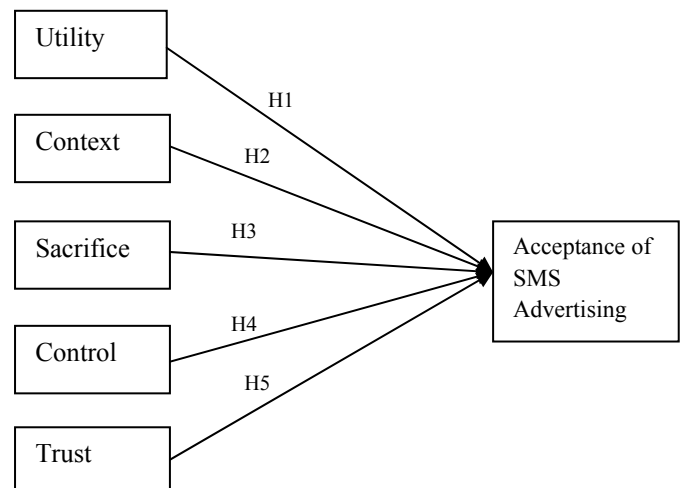 Utility
H1
Context
H2
Sacrifice
H3
Acceptance of
SMS
Advertising
Control
H4
H5
Trust